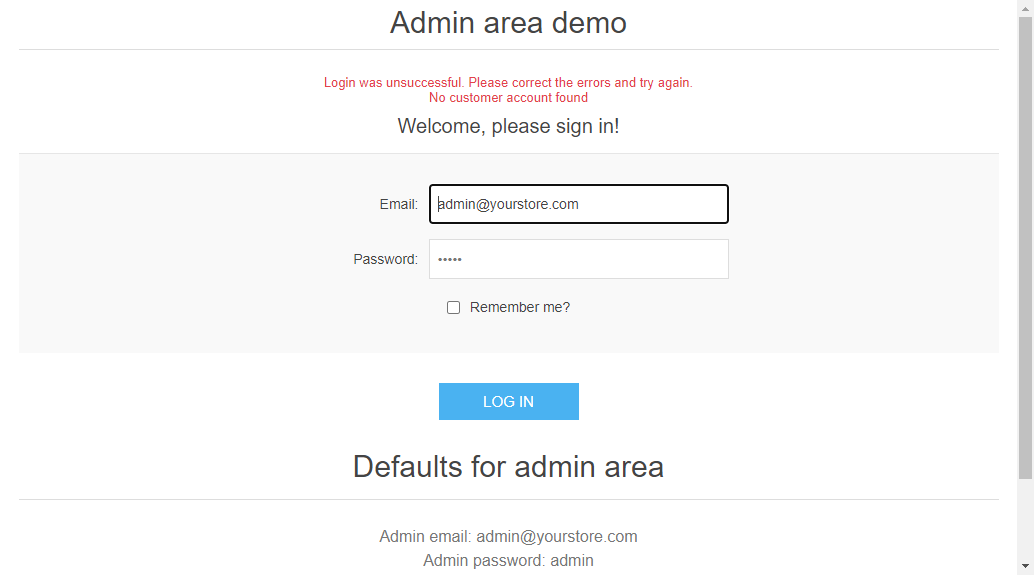 Admin area demo
Login was unsuccessful. Please correct the errors and try again.
No customer account found
Welcome, please sign in!
Email: admin@yourstore.com
Password: •••••
Remember me?
LOG IN
Defaults for admin area
Admin email: admin@yourstore.com
Admin password: admin